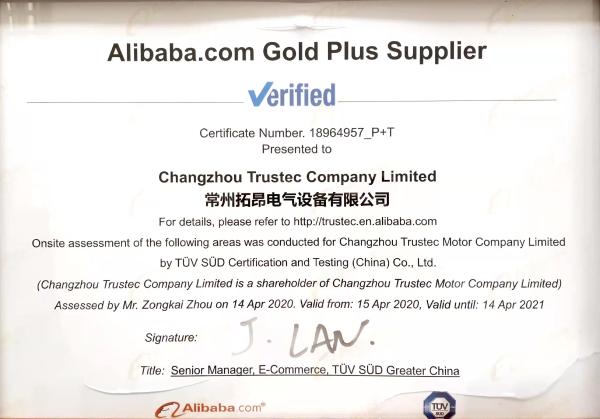 Alibaba.com Gold Plus Supplier
Verified
Certificate Number. 18964957_P+T
Presented to
Changzhou Trustec Company Limited
常州拓昂电气设备有限公司
For details, please refer to http://trustec.en.alibaba.com
Onsite assessment of the following areas was conducted for Changzhou Trustec Motor Company Limited
by TÜV SÜD Certification and Testing (China) Co., Ltd.
(Changzhou Trustec Company Limited is a shareholder of Changzhou Trustec Motor Company Limited)
Assessed by Mr. Zongkai Zhou on 14 Apr 2020. Valid from: 15 Apr 2020, Valid until: 14 Apr 2021
Signature: J. LAN.
Title: Senior Manager, E-Commerce, TÜV SÜD Greater China
Alibaba.com®
TÜV
SÜD